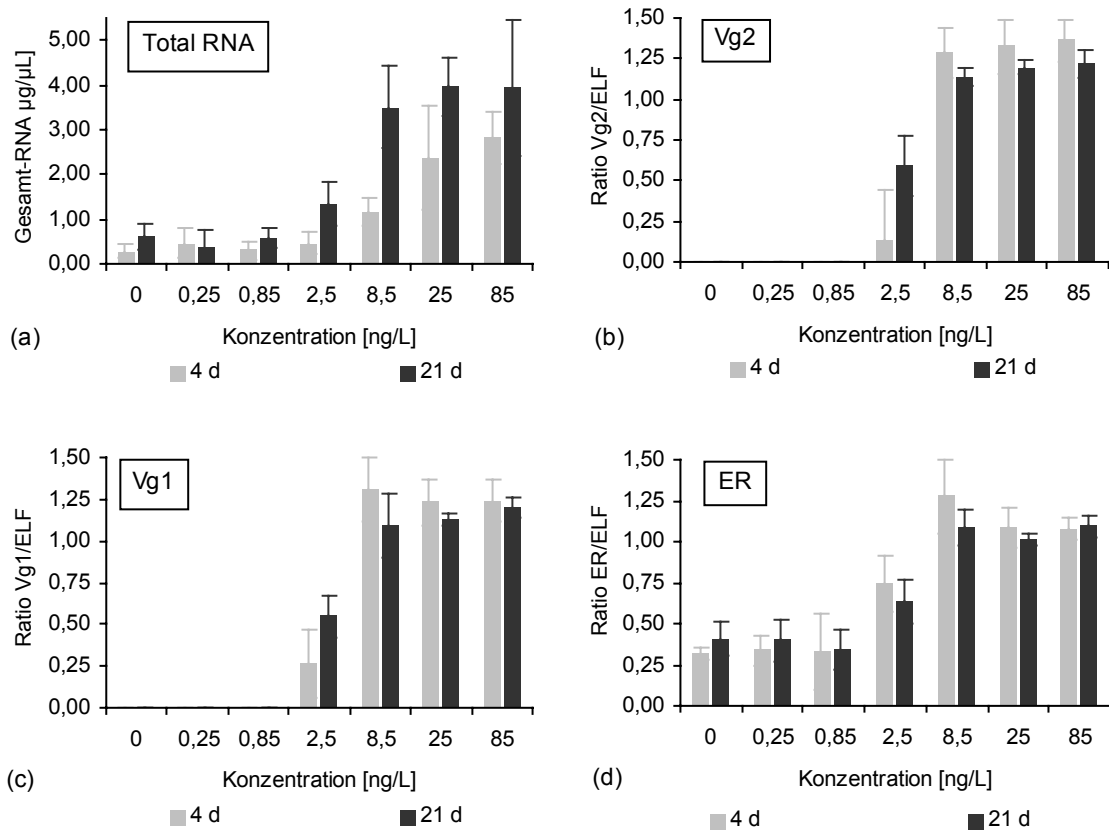 Total RNA
Gesamt-RNA µg/µL]
5,00
4,00
3,00
2,00
1,00
0,00
0 0,25 0,85 2,5 8,5 25 85
Konzentration [ng/L]
(a)
4 d 21 d
Vg2
Ratio Vg2/ELF
1,50
1,25
1,00
0,75
0,50
0,25
0,00
0 0,25 0,85 2,5 8,5 25 85
Konzentration [ng/L]
(b)
4 d 21 d
Vg1
Ratio Vg1/ELF
1,50
1,25
1,00
0,75
0,50
0,25
0,00
0 0,25 0,85 2,5 8,5 25 85
Konzentration [ng/L]
(c)
4 d 21 d
ER
Ratio ER/ELF
1,50
1,25
1,00
0,75
0,50
0,25
0,00
0 0,25 0,85 2,5 8,5 25 85
Konzentration [ng/L]
(d)
4 d 21 d